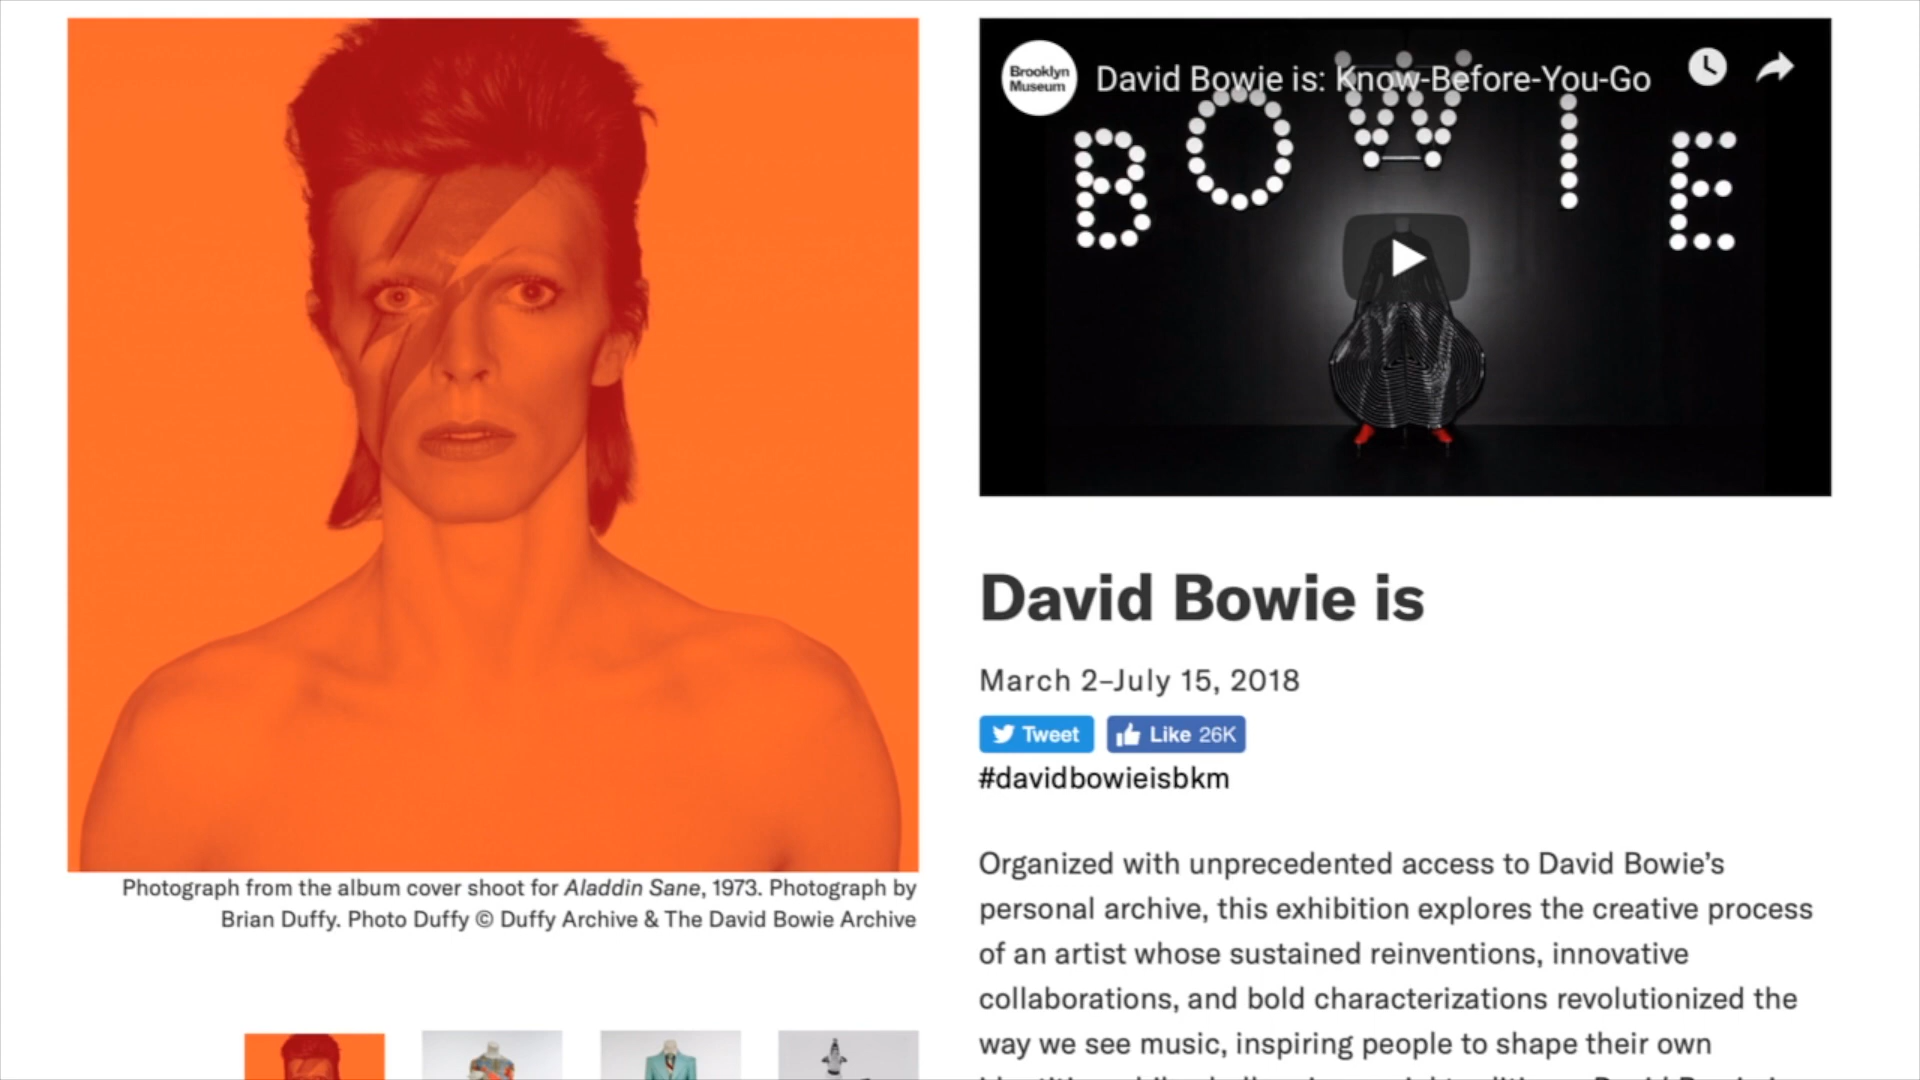 Photograph from the album cover shoot for Aladdin Sane, 1973. Photograph by
Brian Duffy. Photo Duffy © Duffy Archive & The David Bowie Archive
Brooklyn
Museum
David Bowie is: Know-Before-You-Go
BOWIE
David Bowie is
March 2–July 15, 2018
Tweet
Like 26K
#davidbowieisbkm
Organized with unprecedented access to David Bowie’s
personal archive, this exhibition explores the creative process
of an artist whose sustained reinventions, innovative
collaborations, and bold characterizations revolutionized the
way we see music, inspiring people to shape their own